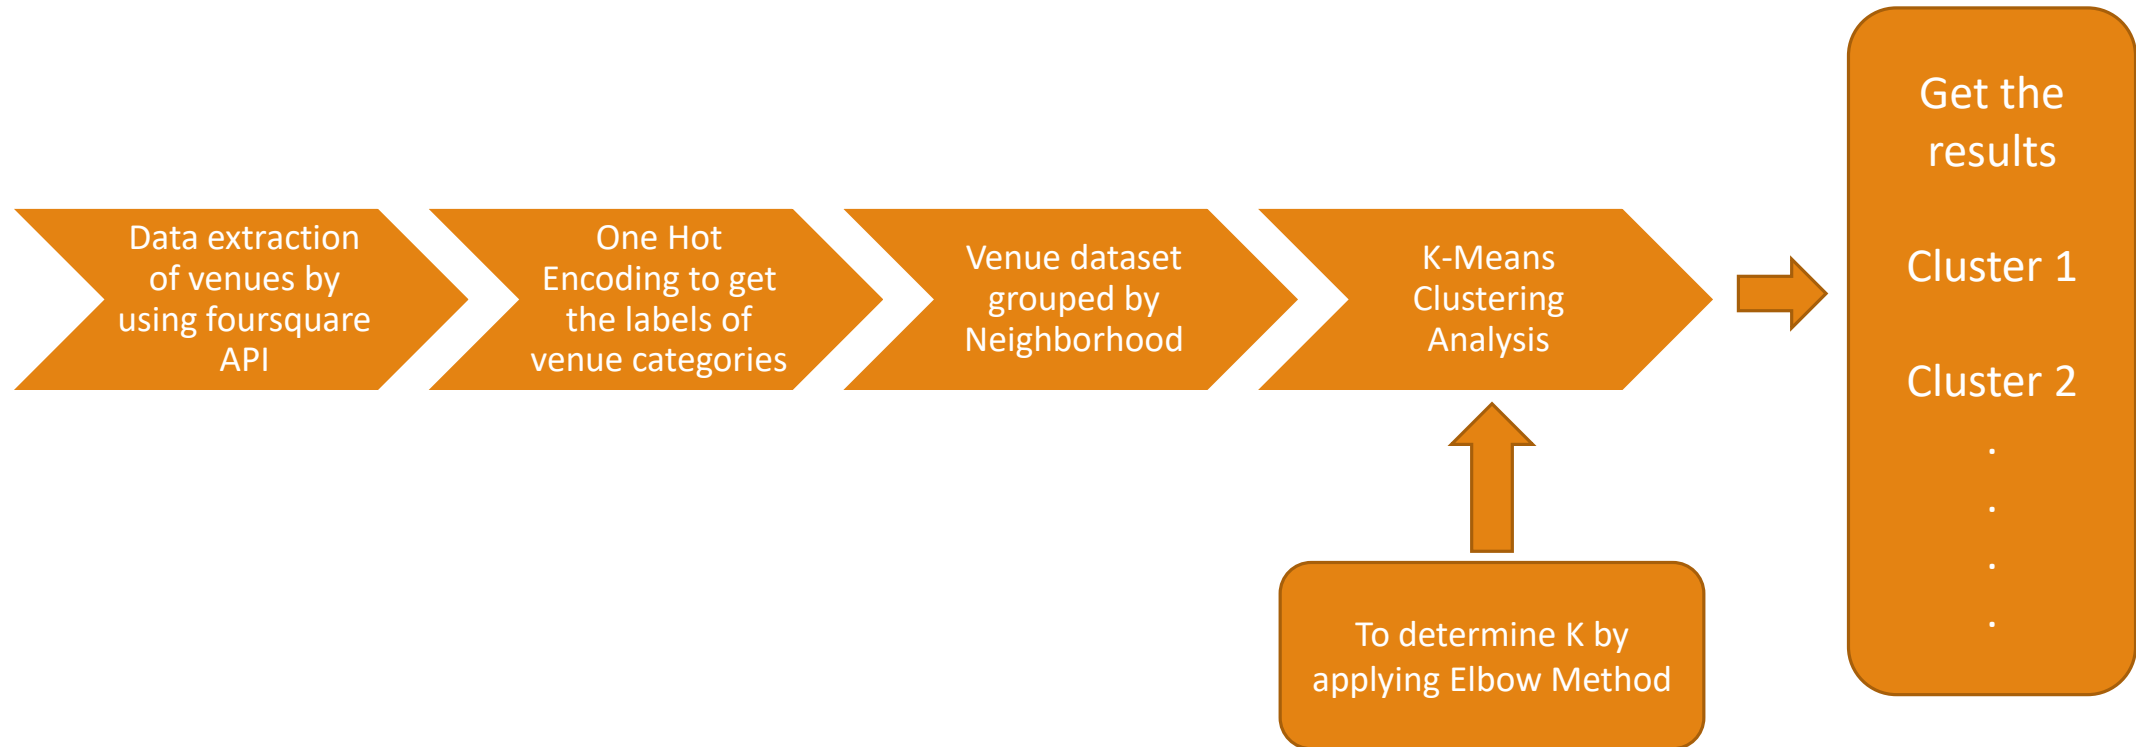 Data extraction
of venues by
using foursquare
API
One Hot
Encoding to get
the labels of
venue categories
Venue dataset
grouped by
Neighborhood
K-Means
Clustering
Analysis
To determine K by
applying Elbow Method
Get the
results
Cluster 1
Cluster 2
.
.
.
.